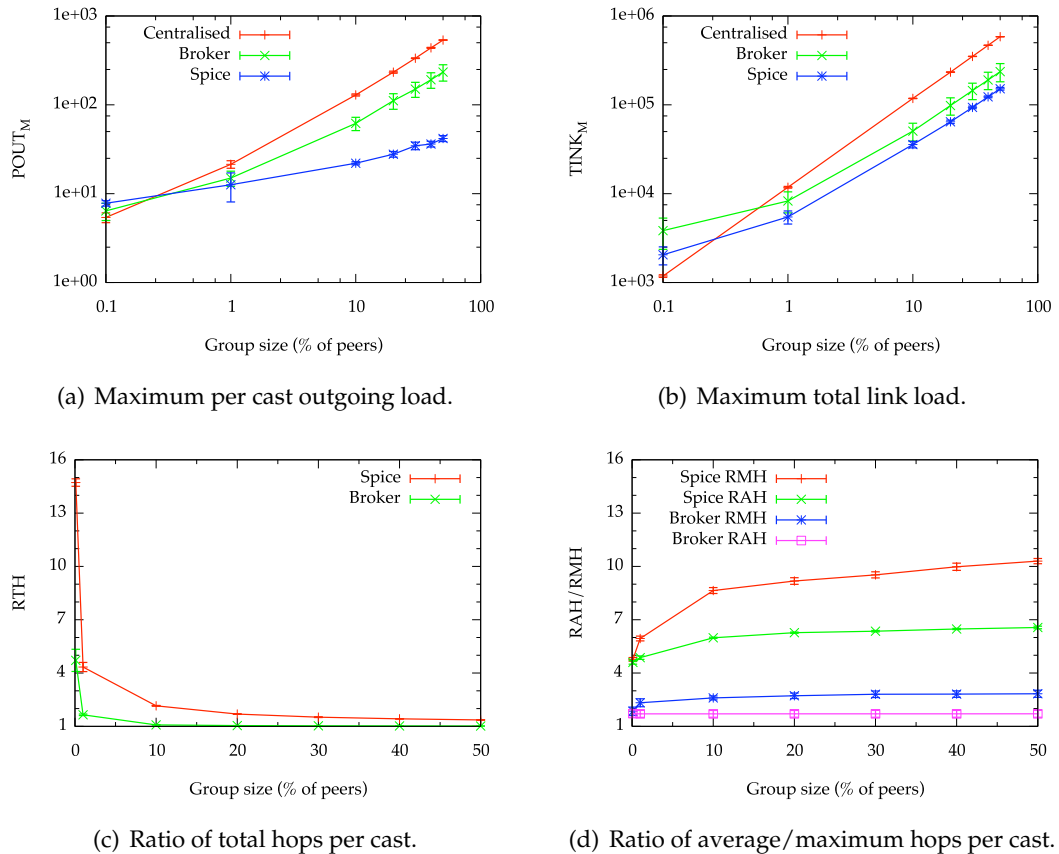 1e+03
1e+02
1e+01
1e+00
POUT_M
Centralised
Broker
Spice
0.1 1 10 100
Group size (% of peers)
(a) Maximum per cast outgoing load.
1e+06
1e+05
1e+04
1e+03
TINK_M
Centralised
Broker
Spice
0.1 1 10 100
Group size (% of peers)
(b) Maximum total link load.
16
13
10
7
4
1
RTH
Spice
Broker
0 10 20 30 40 50
Group size (% of peers)
(c) Ratio of total hops per cast.
16
13
10
7
4
1
RAH/RMH
Spice RMH
Spice RAH
Broker RMH
Broker RAH
0 10 20 30 40 50
Group size (% of peers)
(d) Ratio of average/maximum hops per cast.